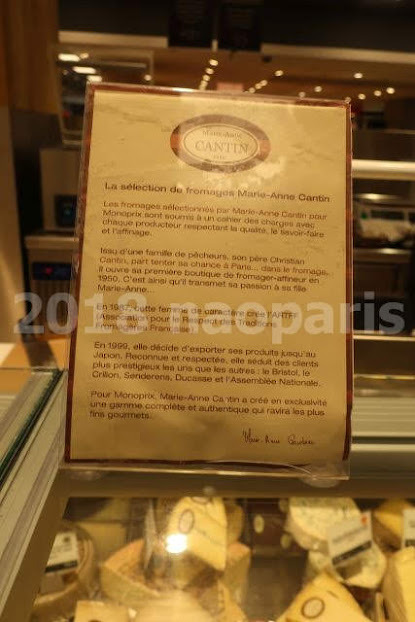 Marie-Anne
CANTIN
La sélection de fromages Marie-Anne Cantin
Les fromages sélectionnés par Marie-Anne Cantin pour
Monoprix sont soumis à un cahier des charges avec
chaque producteur respectant la qualité, le savoir-faire
et l'affinage.
Issu d'une famille de pêcheurs, son père Christian
Cantin, part tenter sa chance à Paris... dans le fromage.
Il ouvre sa première boutique de fromager-affineur en
1950. C'est ainsi qu'il transmet sa passion à sa fille
Marie-Anne...
2018 naoparis
En 1982, cette femme de caractère crée l'ARTFF
(Association pour le Respect des Traditions
Fromagères Françaises).
En 1999, elle décide d'exporter ses produits jusqu'au
Japon. Reconnue et respectée, elle séduit des clients
plus prestigieux les uns que les autres : le Bristol, le
Crillon, Senderens, Ducasse et l'Assemblée Nationale.
Pour Monoprix, Marie-Anne Cantin a créé en exclusivité
une gamme complète et authentique qui ravira les plus
fins gourmets.
Marie-Anne Cantin